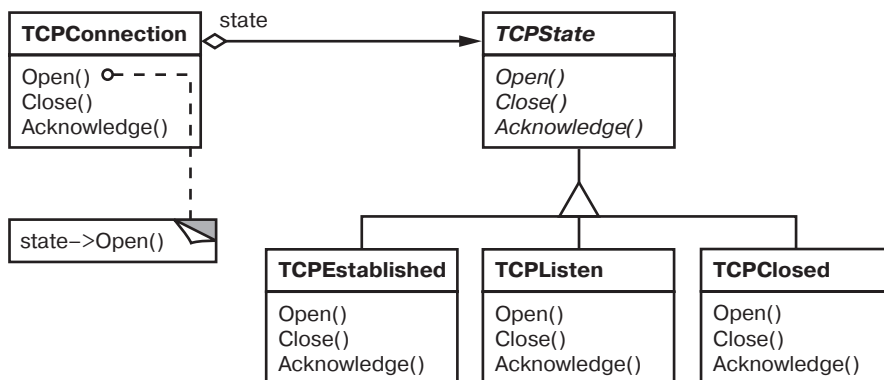 state
TCPConnection
Open()
Close()
Acknowledge()
state->Open()
TCPState
Open()
Close()
Acknowledge()
TCPEstablished
Open()
Close()
Acknowledge()
TCPListen
Open()
Close()
Acknowledge()
TCPClosed
Open()
Close()
Acknowledge()